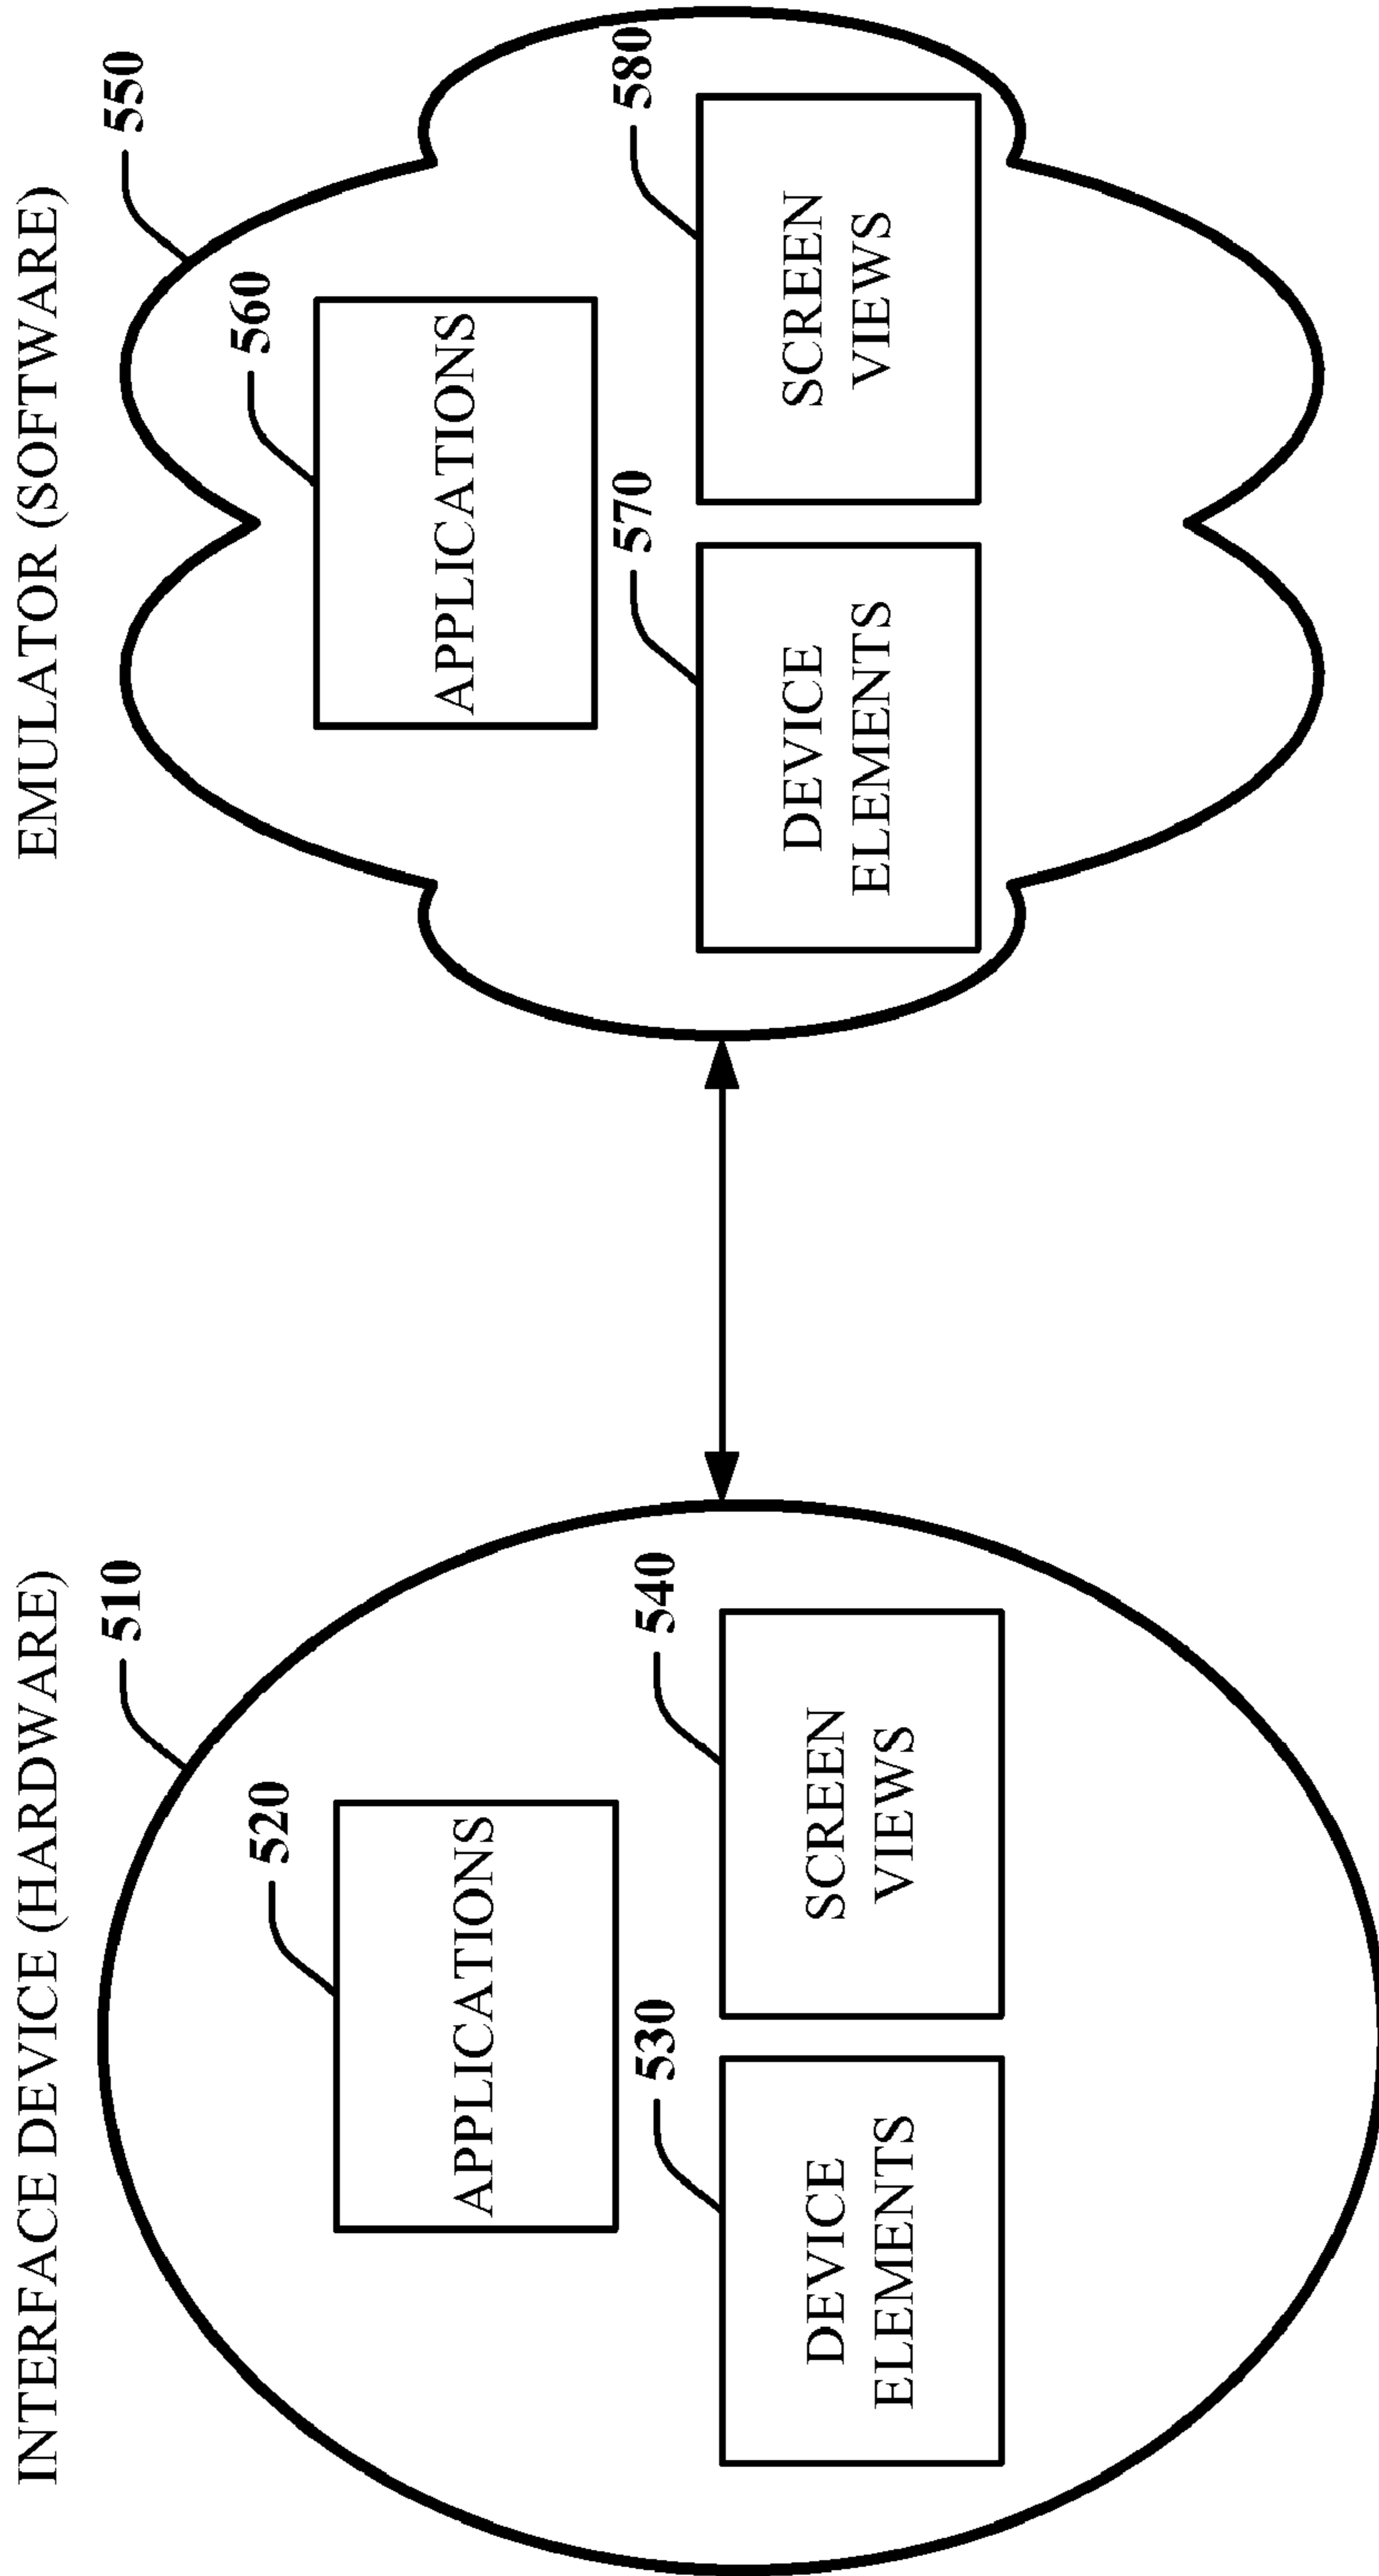 INTERFACE DEVICE (HARDWARE)
510
520
APPLICATIONS
530
DEVICE
ELEMENTS
540
SCREEN
VIEWS
EMULATOR (SOFTWARE)
550
560
APPLICATIONS
570
DEVICE
ELEMENTS
580
SCREEN
VIEWS